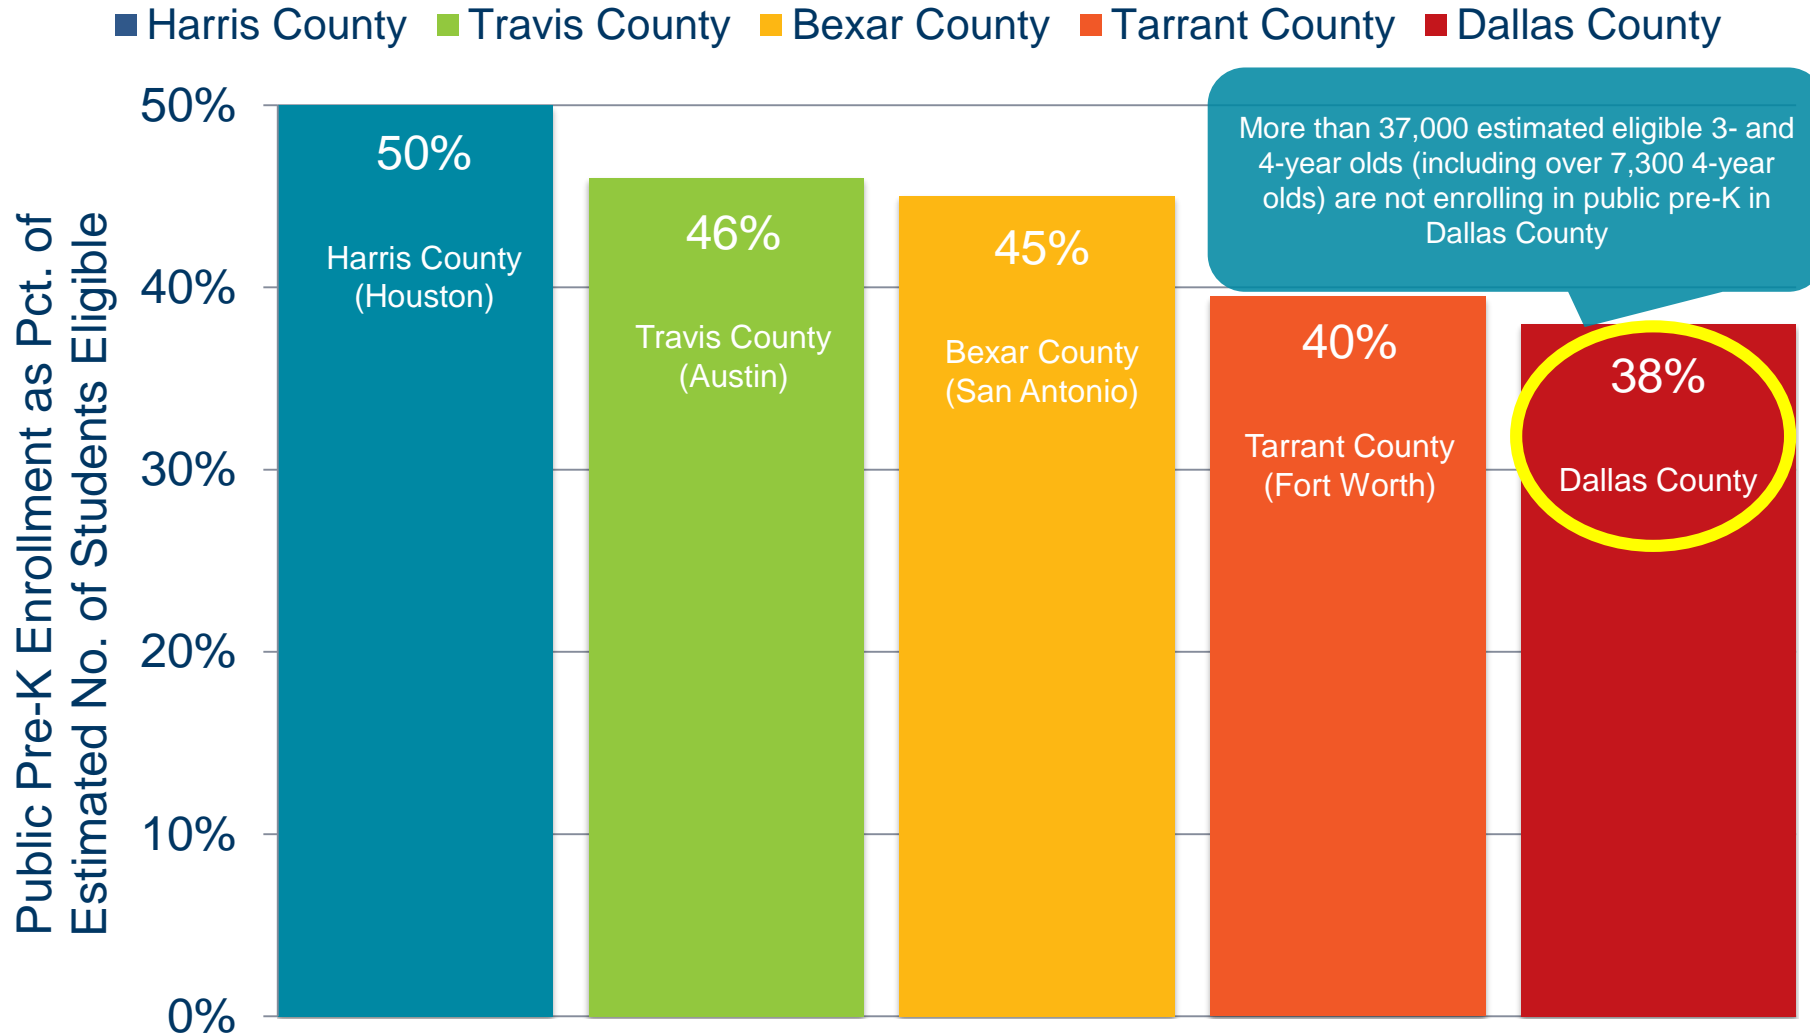 Harris County Travis County Bexar County Tarrant County Dallas County
Public Pre-K Enrollment as Pct. of
Estimated No. of Students Eligible
50%
40%
30%
20%
10%
0%
50%
Harris County
(Houston)
46%
Travis County
(Austin)
45%
Bexar County
(San Antonio)
40%
Tarrant County
(Fort Worth)
More than 37,000 estimated eligible 3- and
4-year olds (including over 7,300 4-year
olds) are not enrolling in public pre-K in
Dallas County
38%
Dallas County